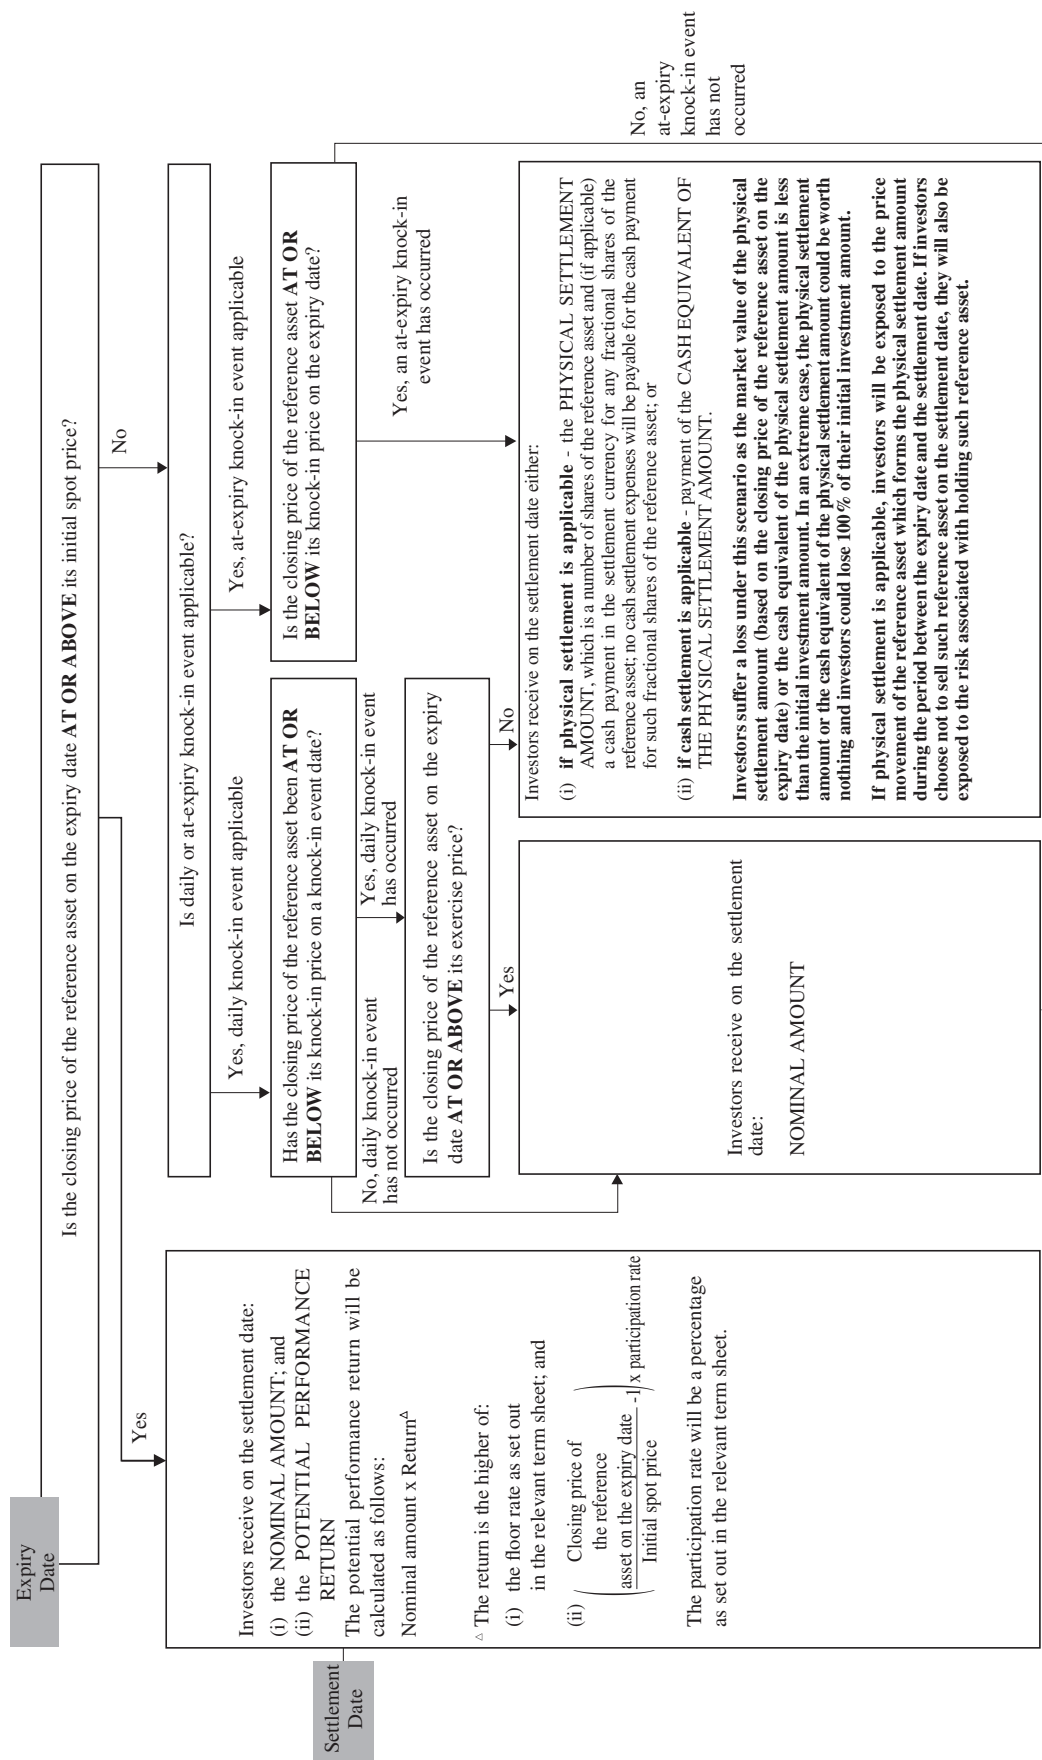 Expiry
Date
Is the closing price of the reference asset on the expiry date AT OR ABOVE its initial spot price?
Yes
No
Is daily or at-expiry knock-in event applicable?
Yes, daily knock-in event applicable
Yes, at-expiry knock-in event applicable
Has the closing price of the reference asset been AT OR
BELOW its knock-in price on a knock-in event date?
Is the closing price of the reference asset AT OR
BELOW its knock-in price on the expiry date?
No, daily knock-in event
has not occurred
Yes, daily knock-in event
has occurred
Yes, an at-expiry knock-in
event has occurred
No, an
at-expiry
knock-in event
has not
occurred
Is the closing price of the reference asset on the expiry
date AT OR ABOVE its exercise price?
Yes
No
Settlement
Date
Investors receive on the settlement date:
(i) the NOMINAL AMOUNT; and
(ii) the POTENTIAL PERFORMANCE
RETURN
The potential performance return will be
calculated as follows:
Nominal amount x Return△
△ The return is the higher of:
(i) the floor rate as set out
in the relevant term sheet; and
(ii) ( Closing price of
the reference
asset on the expiry date
Initial spot price
-1 ) x participation rate
The participation rate will be a percentage
as set out in the relevant term sheet.
Investors receive on the settlement
date:
NOMINAL AMOUNT
Investors receive on the settlement date either:
(i) if physical settlement is applicable - the PHYSICAL SETTLEMENT
AMOUNT, which is a number of shares of the reference asset and (if applicable)
a cash payment in the settlement currency for any fractional shares of the
reference asset; no cash settlement expenses will be payable for the cash payment
for such fractional shares of the reference asset; or
(ii) if cash settlement is applicable - payment of the CASH EQUIVALENT OF
THE PHYSICAL SETTLEMENT AMOUNT.
Investors suffer a loss under this scenario as the market value of the physical
settlement amount (based on the closing price of the reference asset on the
expiry date) or the cash equivalent of the physical settlement amount is less
than the initial investment amount. In an extreme case, the physical settlement
amount or the cash equivalent of the physical settlement amount could be worth
nothing and investors could lose 100% of their initial investment amount.
If physical settlement is applicable, investors will be exposed to the price
movement of the reference asset which forms the physical settlement amount
during the period between the expiry date and the settlement date. If investors
choose not to sell such reference asset on the settlement date, they will also be
exposed to the risk associated with holding such reference asset.